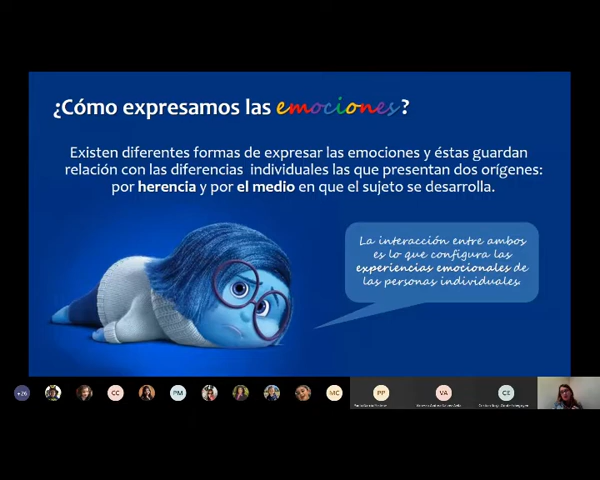 ¿Cómo expresamos las emociones?
Existen diferentes formas de expresar las emociones y éstas guardan
relación con las diferencias individuales las que presentan dos orígenes:
por herencia y por el medio en que el sujeto se desarrolla.
La interacción entre ambos
es lo que configura las
experiencias emocionales de
las personas individuales.
+26
CC
PM
MC
PP
VA